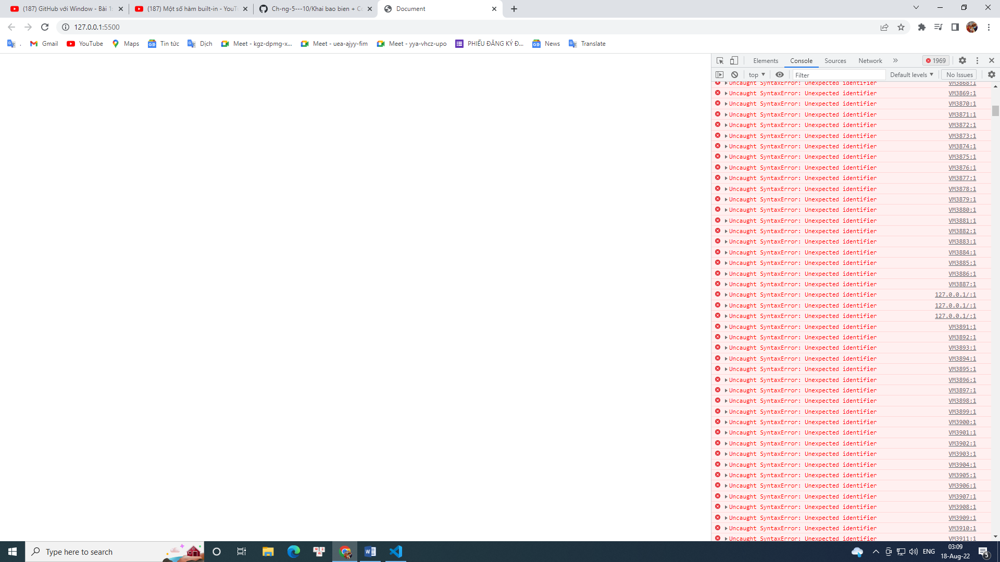 (187) GitHub với Window - Bài 1
(187) Một số hàm built-in - YouT
Ch-ng-5---10/Khai bao bien + C
Document
127.0.0.1:5500
.
Gmail
YouTube
Maps
Tin tức
Dịch
Meet - kgz-dpmg-x...
Meet - uea-ajyy-fim
Meet - yya-vhcz-upo
PHIẾU ĐĂNG KÝ Đ...
News
Translate
Elements Console Sources Network » 1969
top ▼ Filter Default levels ▼ No Issues
Uncaught SyntaxError: Unexpected identifier VM3868:1
Uncaught SyntaxError: Unexpected identifier VM3869:1
Uncaught SyntaxError: Unexpected identifier VM3870:1
Uncaught SyntaxError: Unexpected identifier VM3871:1
Uncaught SyntaxError: Unexpected identifier VM3872:1
Uncaught SyntaxError: Unexpected identifier VM3873:1
Uncaught SyntaxError: Unexpected identifier VM3874:1
Uncaught SyntaxError: Unexpected identifier VM3875:1
Uncaught SyntaxError: Unexpected identifier VM3876:1
Uncaught SyntaxError: Unexpected identifier VM3877:1
Uncaught SyntaxError: Unexpected identifier VM3878:1
Uncaught SyntaxError: Unexpected identifier VM3879:1
Uncaught SyntaxError: Unexpected identifier VM3880:1
Uncaught SyntaxError: Unexpected identifier VM3881:1
Uncaught SyntaxError: Unexpected identifier VM3882:1
Uncaught SyntaxError: Unexpected identifier VM3883:1
Uncaught SyntaxError: Unexpected identifier VM3884:1
Uncaught SyntaxError: Unexpected identifier VM3885:1
Uncaught SyntaxError: Unexpected identifier VM3886:1
Uncaught SyntaxError: Unexpected identifier VM3887:1
Uncaught SyntaxError: Unexpected identifier 127.0.0.1/:1
Uncaught SyntaxError: Unexpected identifier 127.0.0.1/:1
Uncaught SyntaxError: Unexpected identifier 127.0.0.1/:1
Uncaught SyntaxError: Unexpected identifier VM3891:1
Uncaught SyntaxError: Unexpected identifier VM3892:1
Uncaught SyntaxError: Unexpected identifier VM3893:1
Uncaught SyntaxError: Unexpected identifier VM3894:1
Uncaught SyntaxError: Unexpected identifier VM3895:1
Uncaught SyntaxError: Unexpected identifier VM3896:1
Uncaught SyntaxError: Unexpected identifier VM3897:1
Uncaught SyntaxError: Unexpected identifier VM3898:1
Uncaught SyntaxError: Unexpected identifier VM3899:1
Uncaught SyntaxError: Unexpected identifier VM3900:1
Uncaught SyntaxError: Unexpected identifier VM3901:1
Uncaught SyntaxError: Unexpected identifier VM3902:1
Uncaught SyntaxError: Unexpected identifier VM3903:1
Uncaught SyntaxError: Unexpected identifier VM3904:1
Uncaught SyntaxError: Unexpected identifier VM3905:1
Uncaught SyntaxError: Unexpected identifier VM3906:1
Uncaught SyntaxError: Unexpected identifier VM3907:1
Uncaught SyntaxError: Unexpected identifier VM3908:1
Uncaught SyntaxError: Unexpected identifier VM3909:1
Uncaught SyntaxError: Unexpected identifier VM3910:1
Uncaught SyntaxError: Unexpected identifier VM3911:1
Type here to search
ENG
03:09
18-Aug-22
5